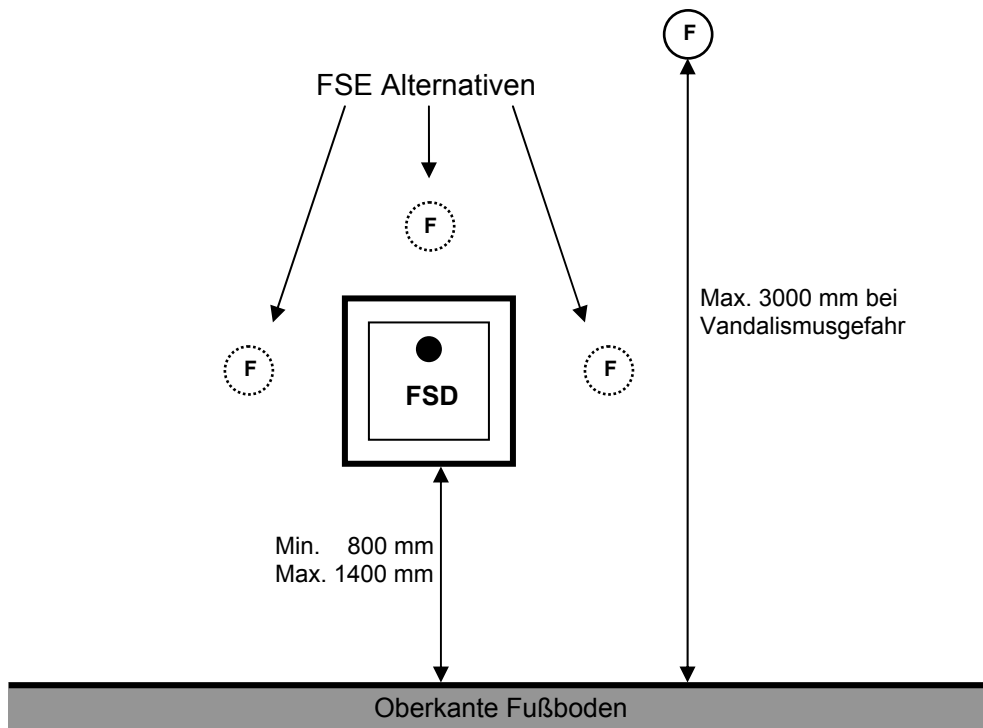 F
FSE Alternativen
F
Max. 3000 mm bei
Vandalismusgefahr
F
F
FSD
Min. 800 mm
Max. 1400 mm
Oberkante Fußboden